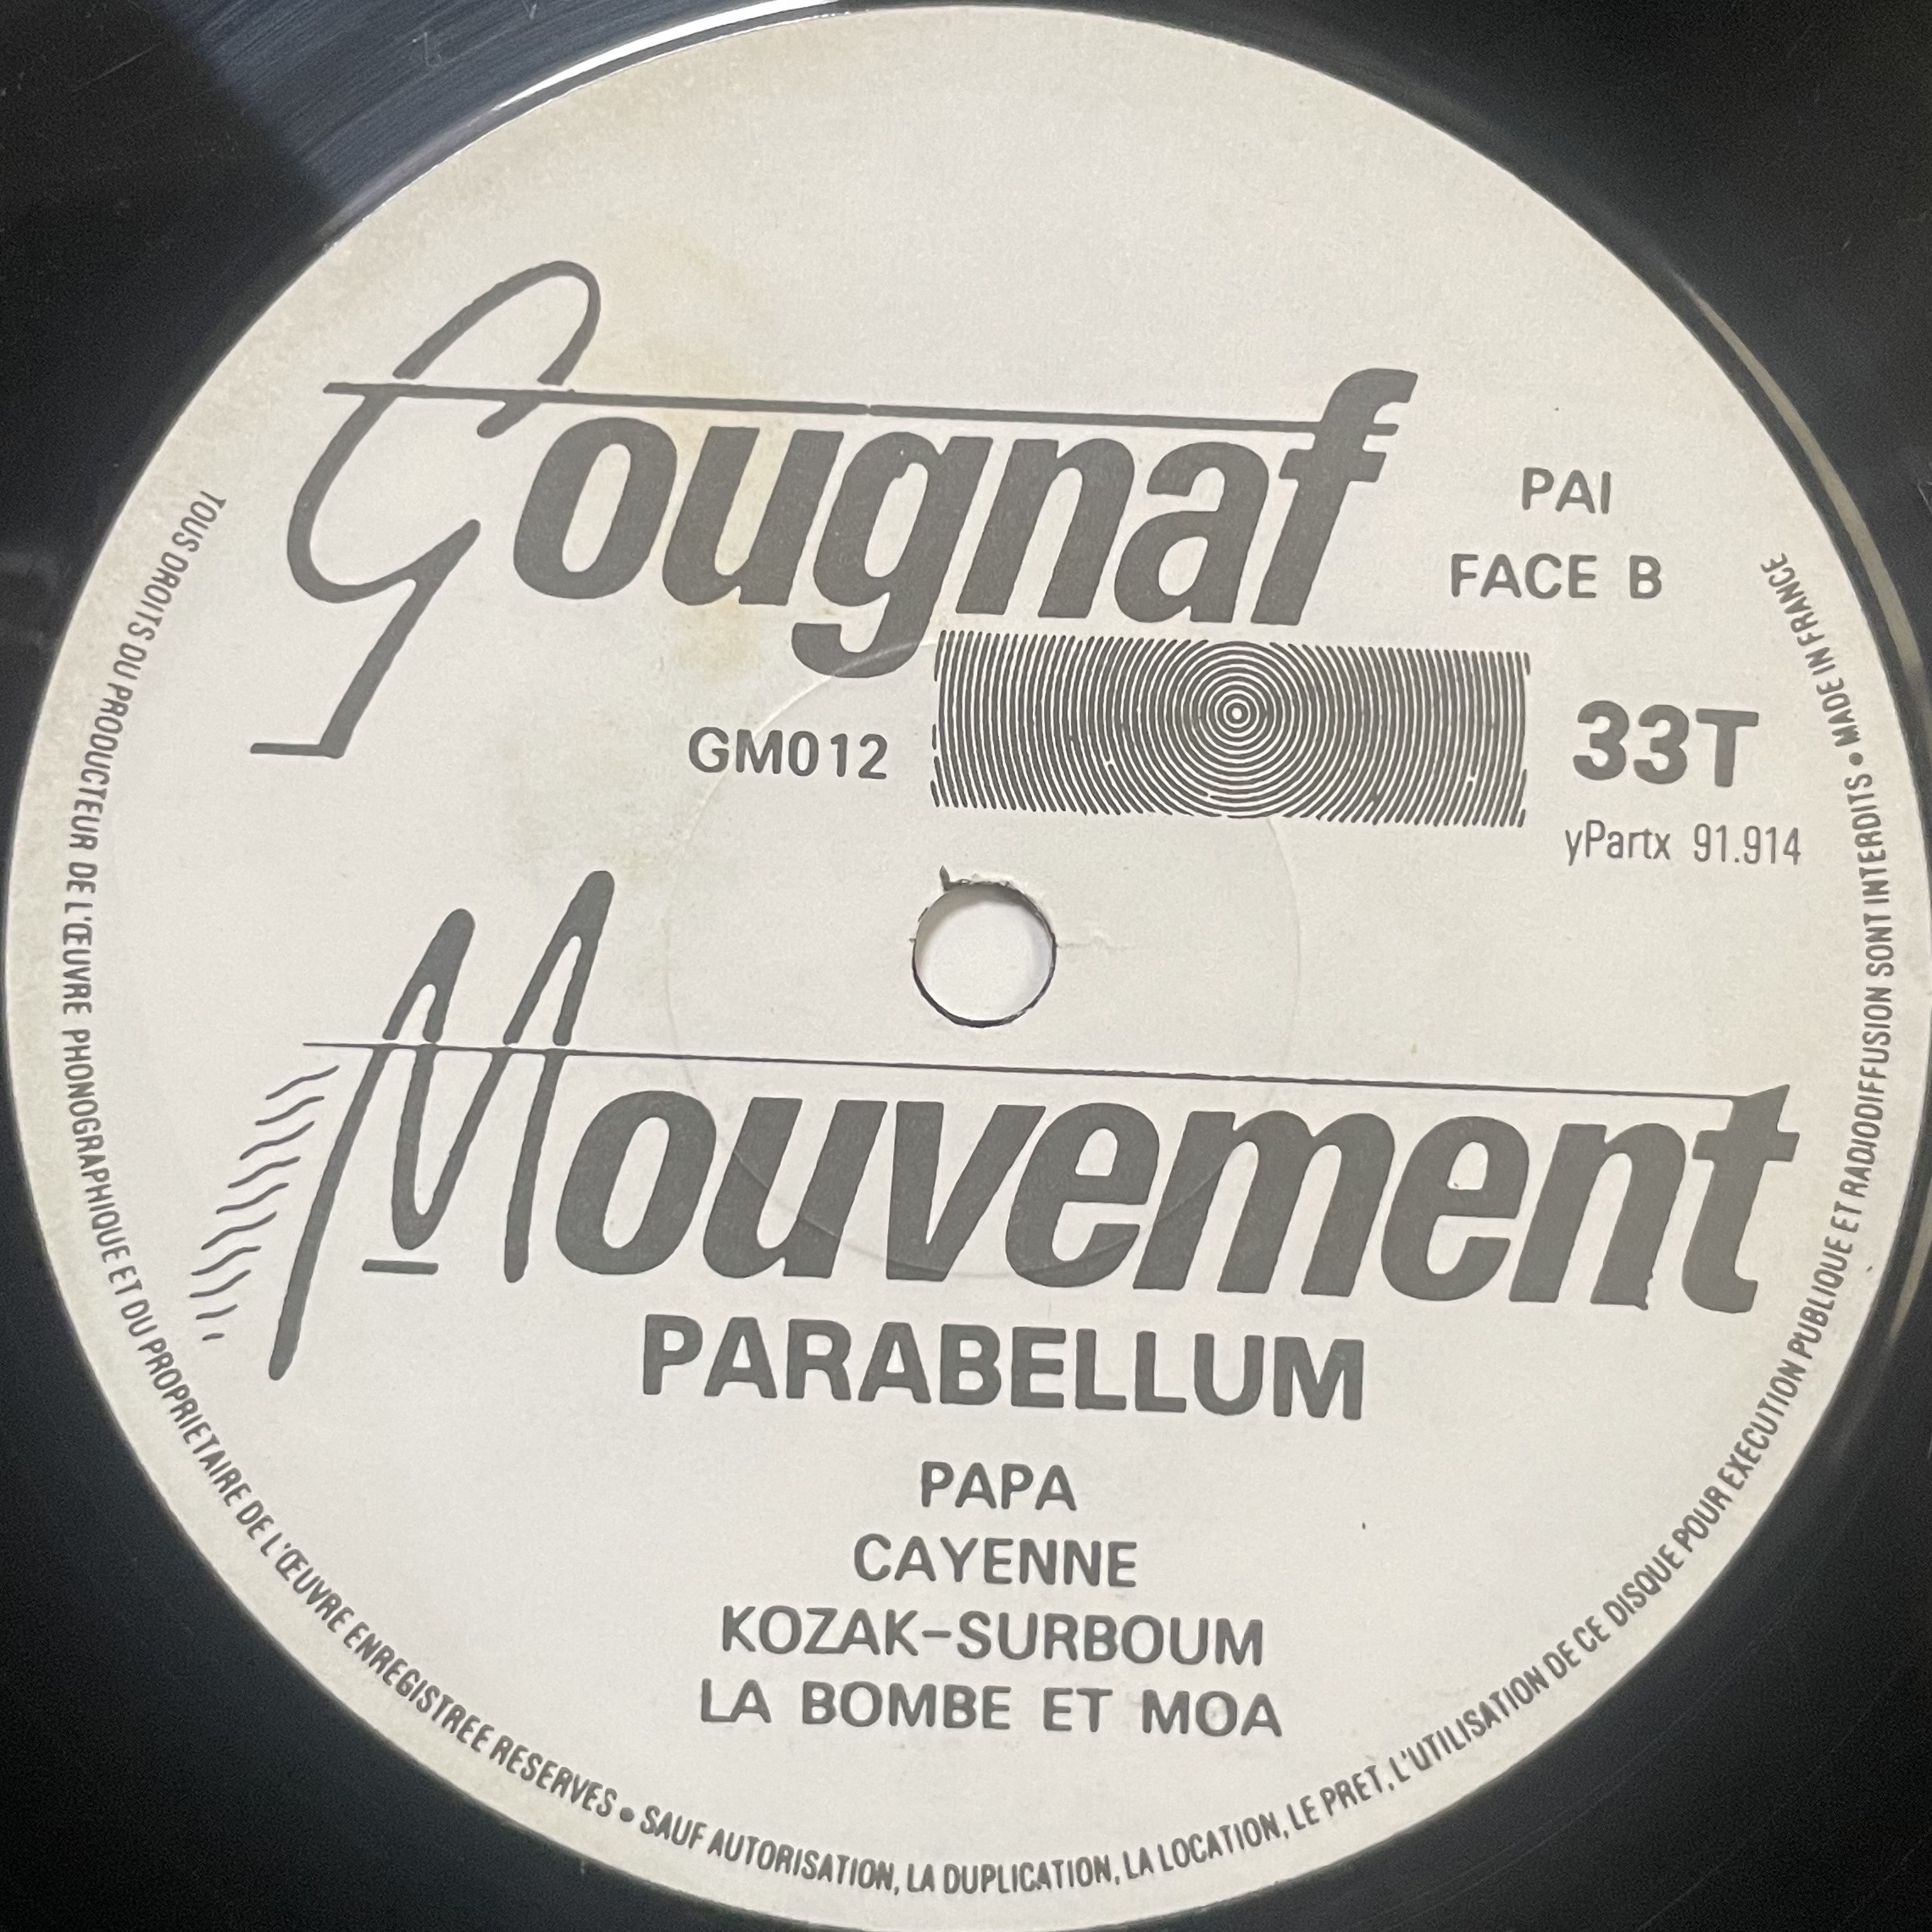 Gougnaf
PAI
FACE B
GM012
33T
yPartx 91.914
Mouvement
PARABELLUM
PAPA
CAYENNE
KOZAK-SURBOUM
LA BOMBE ET MOA
TOUS DROITS DU PRODUCTEUR DE L'ŒUVRE PHONOGRAPHIQUE ET DU PROPRIETAIRE DE L'ŒUVRE ENREGISTREE RESERVES • SAUF AUTORISATION, LA DUPLICATION, LA LOCATION, LE PRET, L'UTILISATION DE CE DISQUE POUR EXECUTION PUBLIQUE ET RADIODIFFUSION SONT INTERDITS • MADE IN FRANCE